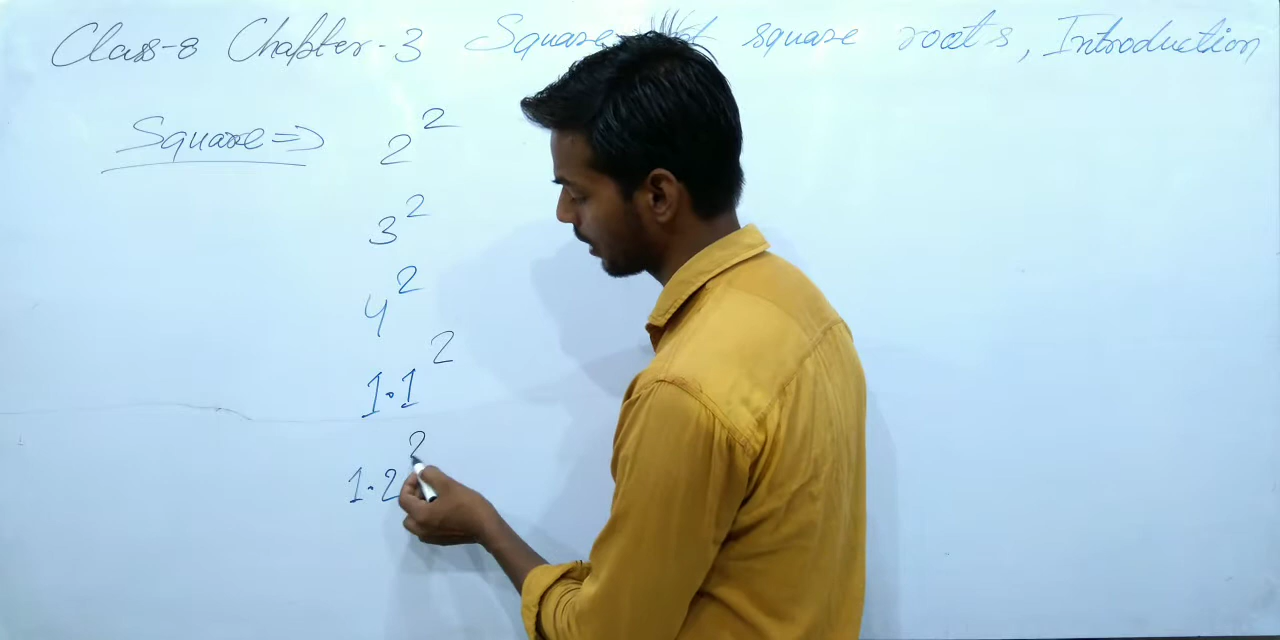 Class-8 Chapter-3 Square square roots, Introduction
Square ⇒ 2²
3²
4²
1.1²
1.2²